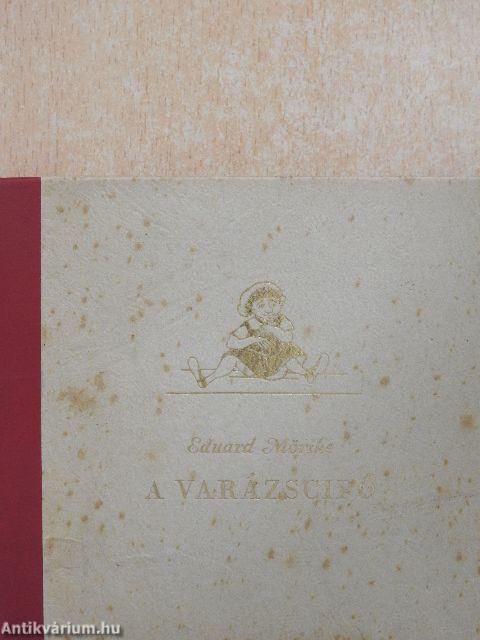 Eduard Mörike
A VARÁZSCIPŐ
Antikvárium.hu